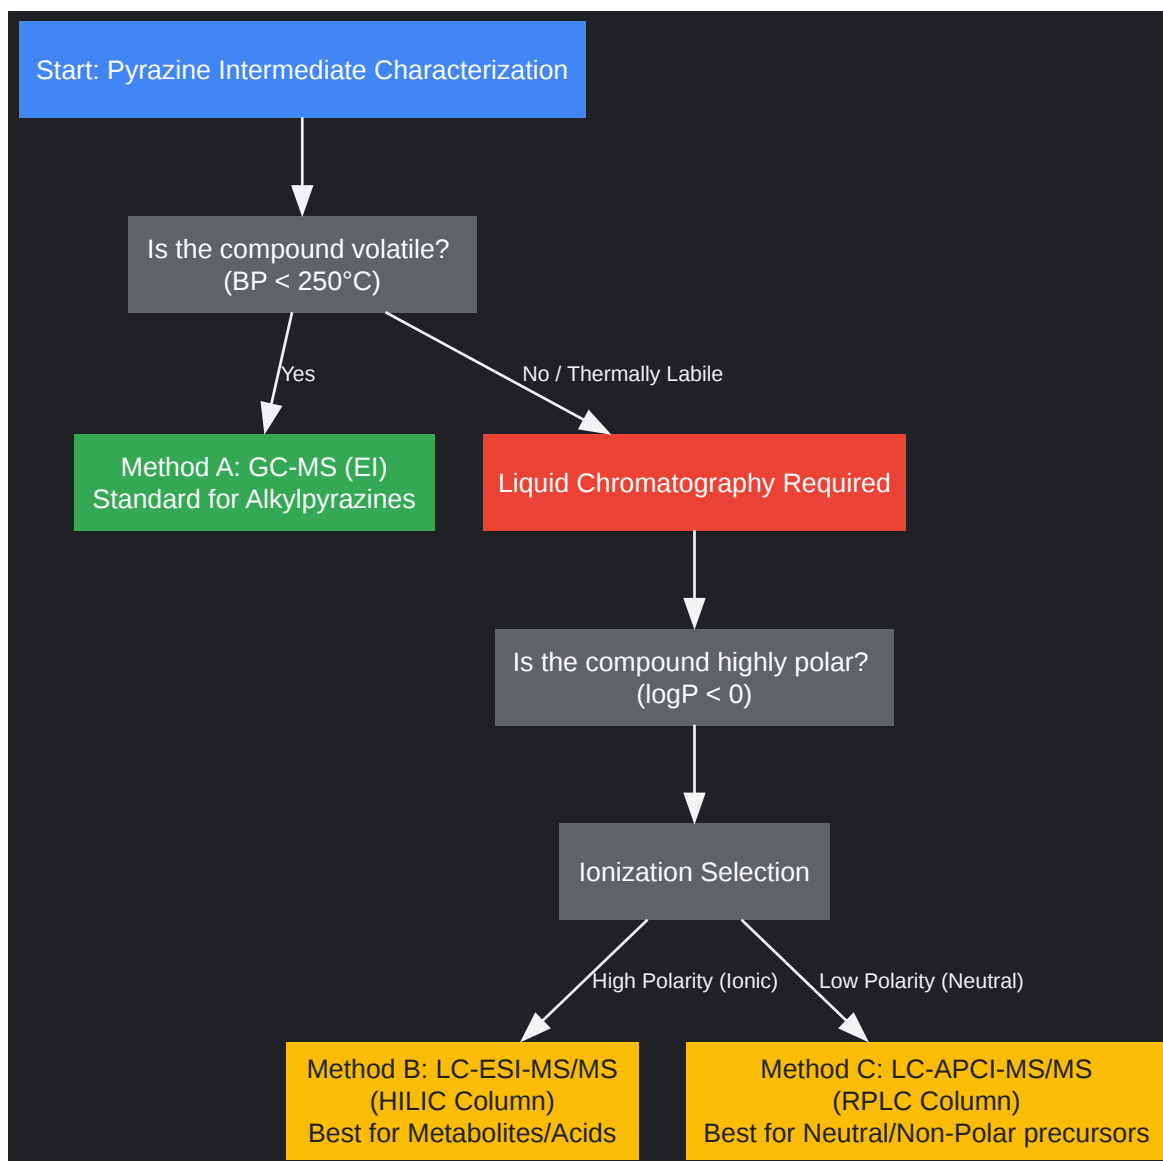 Start: Pyrazine Intermediate Characterization
Is the compound volatile?
(BP < 250°C)
Yes
No / Thermally Labile
Method A: GC-MS (EI)
Standard for Alkylpyrazines
Liquid Chromatography Required
Is the compound highly polar?
(logP < 0)
Ionization Selection
High Polarity (Ionic)
Low Polarity (Neutral)
Method B: LC-ESI-MS/MS
(HILIC Column)
Best for Metabolites/Acids
Method C: LC-APCI-MS/MS
(RPLC Column)
Best for Neutral/Non-Polar precursors